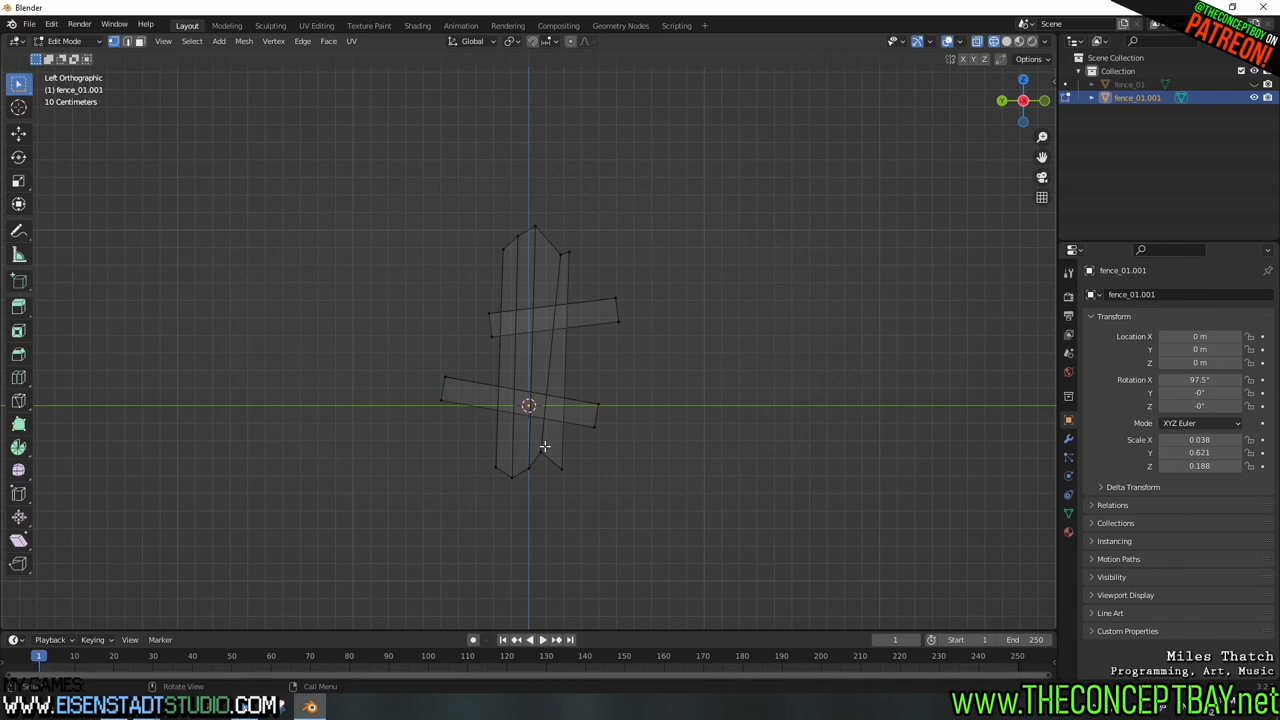 Blender
File Edit Render Window Help Layout Modeling Sculpting UV Editing Texture Paint Shading Animation Rendering Compositing Geometry Nodes Scripting + Scene
@THECONCEPTBOY ON
PATREON!
Edit Mode View Select Add Mesh Vertex Edge Face UV Global
X Y Z Options
Left Orthographic
(1) fence_01.001
10 Centimeters
Z
Y
X
Scene Collection
Collection
fence_01
fence_01.001
fence_01.001
fence_01.001
Transform
Location X 0 m
Y 0 m
Z 0 m
Rotation X 97.5°
Y -0°
Z -0°
Mode XYZ Euler
Scale X 0.038
Y 0.621
Z 0.188
Delta Transform
Relations
Collections
Instancing
Motion Paths
Visibility
Viewport Display
Line Art
Custom Properties
Playback Keying View Marker 1 Start 1 End 250
1 10 20 30 40 50 60 70 80 90 100 110 120 130 140 150 160 170 180 190 200 210 220 230 240 250
Miles Thatch
Programming, Art, Music
MY GAMES:
Rotate View Call Menu
www.EISENSTADTSTUDIO.COM
www.THECONCEPTBAY.net